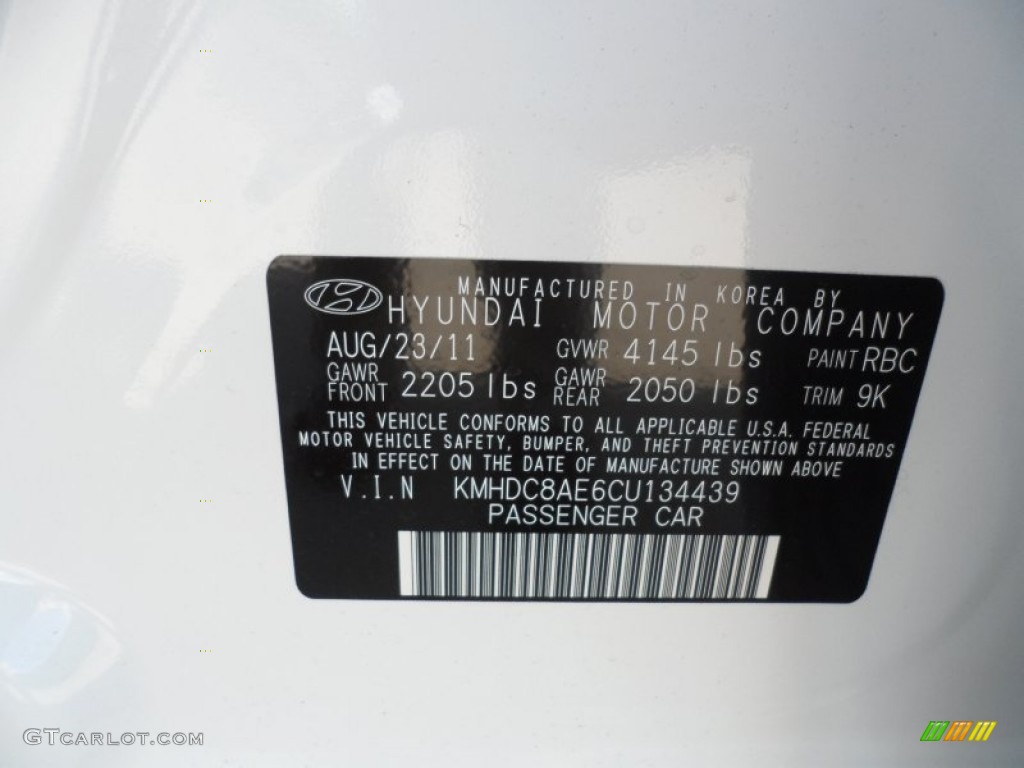 MANUFACTURED IN KOREA BY
HYUNDAI MOTOR COMPANY
AUG/23/11 GVWR 4145 lbs PAINT RBC
GAWR FRONT 2205 lbs GAWR REAR 2050 lbs TRIM 9K
THIS VEHICLE CONFORMS TO ALL APPLICABLE U.S.A. FEDERAL
MOTOR VEHICLE SAFETY, BUMPER, AND THEFT PREVENTION STANDARDS
IN EFFECT ON THE DATE OF MANUFACTURE SHOWN ABOVE
V.I.N KMHDC8AE6CU134439
PASSENGER CAR
GTCARLOT.COM